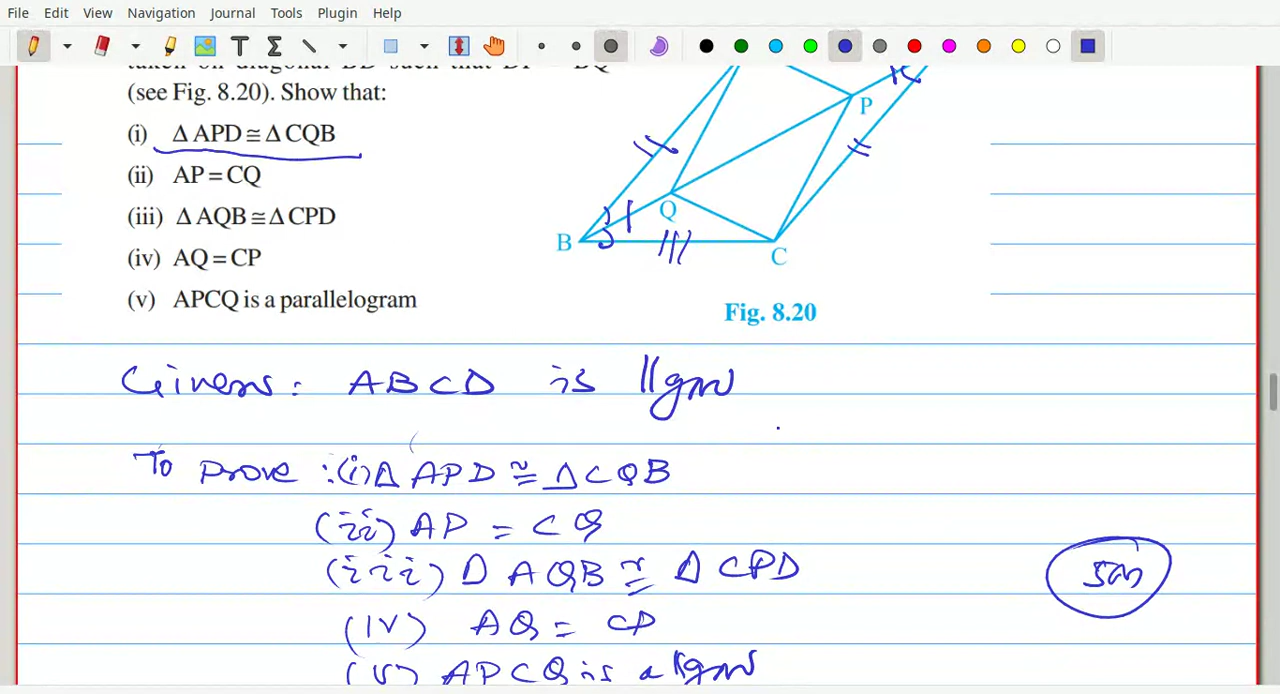 File Edit View Navigation Journal Tools Plugin Help
(see Fig. 8.20). Show that:
(i) Δ APD ≅ Δ CQB
(ii) AP = CQ
(iii) Δ AQB ≅ Δ CPD
(iv) AQ = CP
(v) APCQ is a parallelogram
P
Q
B
C
Fig. 8.20
Given : ABCD is ||gm
To prove : (i) Δ APD ≅ Δ CQB
(ii) AP = CQ
(iii) Δ AQB ≅ Δ CPD
(iv) AQ = CP
(v) APCQ is a ||gm
5m